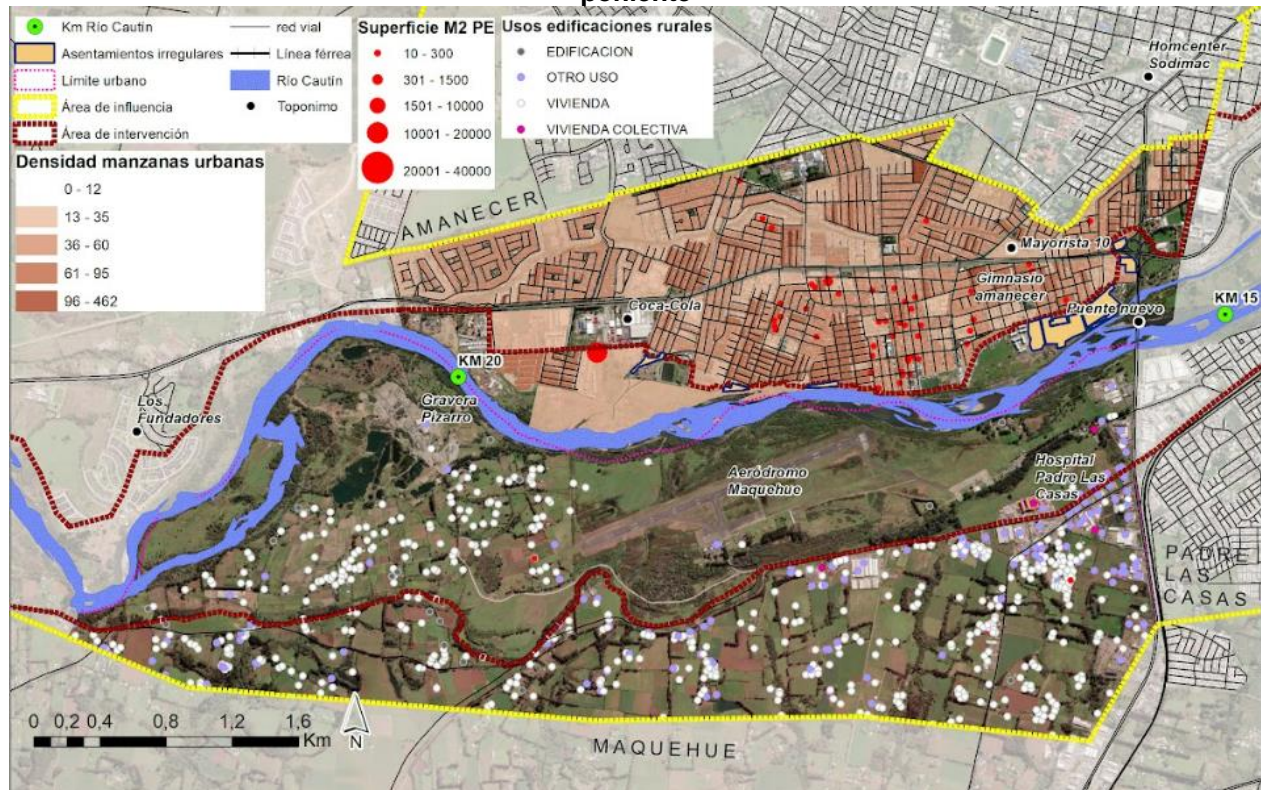 poniente
Km Río Cautín
Asentamientos irregulares
Límite urbano
Área de influencia
Área de intervención
red vial
Línea férrea
Río Cautín
Toponimo
Superficie M2 PE
10 - 300
301 - 1500
1501 - 10000
10001 - 20000
20001 - 40000
Usos edificaciones rurales
EDIFICACION
OTRO USO
VIVIENDA
VIVIENDA COLECTIVA
Densidad manzanas urbanas
0 - 12
13 - 35
36 - 60
61 - 95
96 - 462
Homcenter
Sodimac
AMANECER
Mayorista 10
Gimnasio
amanecer
Coca-Cola
Puente nuevo
KM 15
KM 20
Gravera
Pizarro
Los
Fundadores
Aeródromo
Maquehue
Hospital
Padre Las
Casas
PADRE
LAS
CASAS
MAQUEHUE
0 0,2 0,4 0,8 1,2 1,6
Km
N